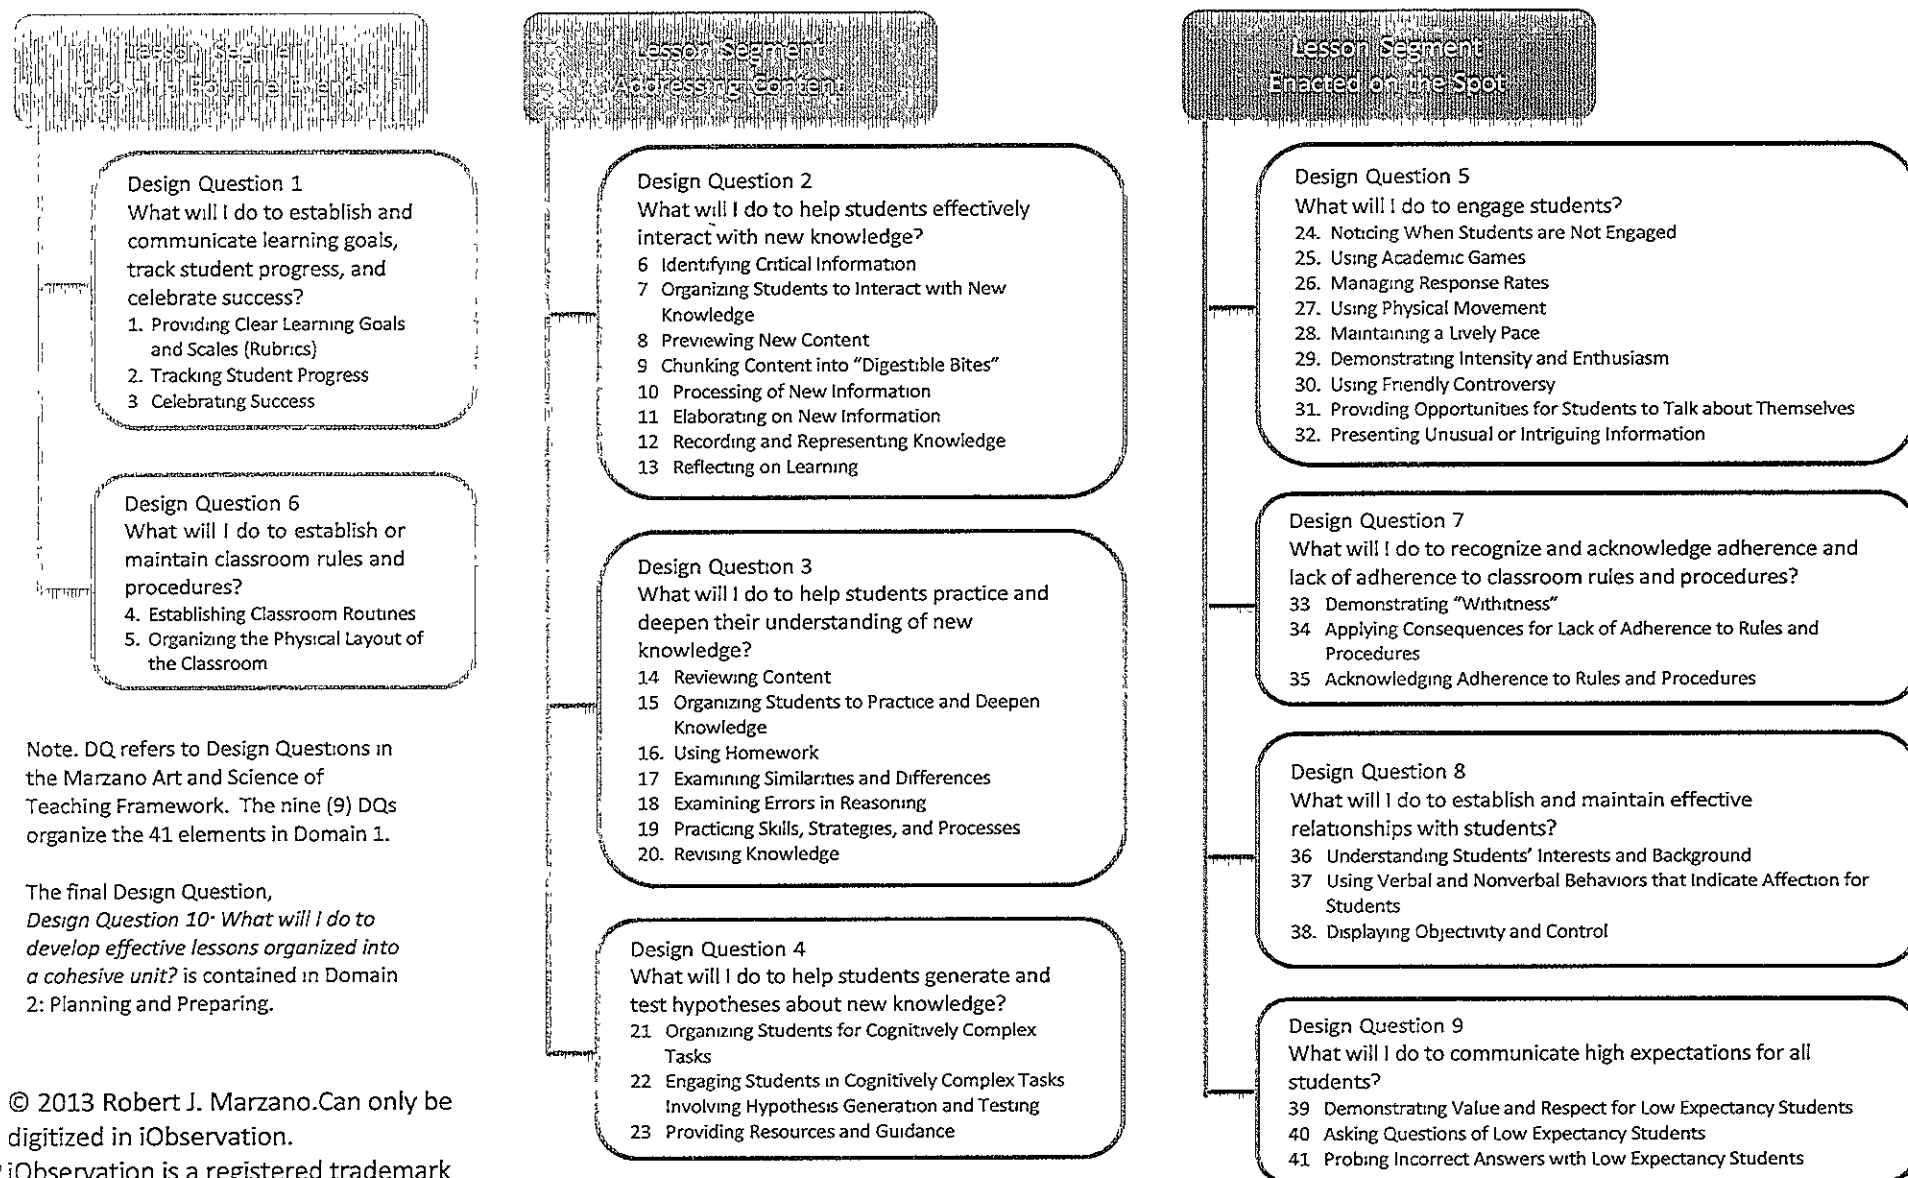 Lesson Segment
Involving Routine Events
Design Question 1
What will I do to establish and
communicate learning goals,
track student progress, and
celebrate success?
1. Providing Clear Learning Goals
and Scales (Rubrics)
2. Tracking Student Progress
3 Celebrating Success
Design Question 6
What will I do to establish or
maintain classroom rules and
procedures?
4. Establishing Classroom Routines
5. Organizing the Physical Layout of
the Classroom
Note. DQ refers to Design Questions in
the Marzano Art and Science of
Teaching Framework. The nine (9) DQs
organize the 41 elements in Domain 1.
The final Design Question,
Design Question 10· What will I do to
develop effective lessons organized into
a cohesive unit? is contained in Domain
2: Planning and Preparing.
© 2013 Robert J. Marzano.Can only be
digitized in iObservation.
iObservation is a registered trademark
Lesson Segment
Addressing Content
Design Question 2
What will I do to help students effectively
interact with new knowledge?
6 Identifying Critical Information
7 Organizing Students to Interact with New
Knowledge
8 Previewing New Content
9 Chunking Content into “Digestible Bites”
10 Processing of New Information
11 Elaborating on New Information
12 Recording and Representing Knowledge
13 Reflecting on Learning
Design Question 3
What will I do to help students practice and
deepen their understanding of new
knowledge?
14 Reviewing Content
15 Organizing Students to Practice and Deepen
Knowledge
16. Using Homework
17 Examining Similarities and Differences
18 Examining Errors in Reasoning
19 Practicing Skills, Strategies, and Processes
20. Revising Knowledge
Design Question 4
What will I do to help students generate and
test hypotheses about new knowledge?
21 Organizing Students for Cognitively Complex
Tasks
22 Engaging Students in Cognitively Complex Tasks
Involving Hypothesis Generation and Testing
23 Providing Resources and Guidance
Lesson Segment
Enacted on the Spot
Design Question 5
What will I do to engage students?
24. Noticing When Students are Not Engaged
25. Using Academic Games
26. Managing Response Rates
27. Using Physical Movement
28. Maintaining a Lively Pace
29. Demonstrating Intensity and Enthusiasm
30. Using Friendly Controversy
31. Providing Opportunities for Students to Talk about Themselves
32. Presenting Unusual or Intriguing Information
Design Question 7
What will I do to recognize and acknowledge adherence and
lack of adherence to classroom rules and procedures?
33 Demonstrating “Withitness”
34 Applying Consequences for Lack of Adherence to Rules and
Procedures
35 Acknowledging Adherence to Rules and Procedures
Design Question 8
What will I do to establish and maintain effective
relationships with students?
36 Understanding Students’ Interests and Background
37 Using Verbal and Nonverbal Behaviors that Indicate Affection for
Students
38. Displaying Objectivity and Control
Design Question 9
What will I do to communicate high expectations for all
students?
39 Demonstrating Value and Respect for Low Expectancy Students
40 Asking Questions of Low Expectancy Students
41 Probing Incorrect Answers with Low Expectancy Students